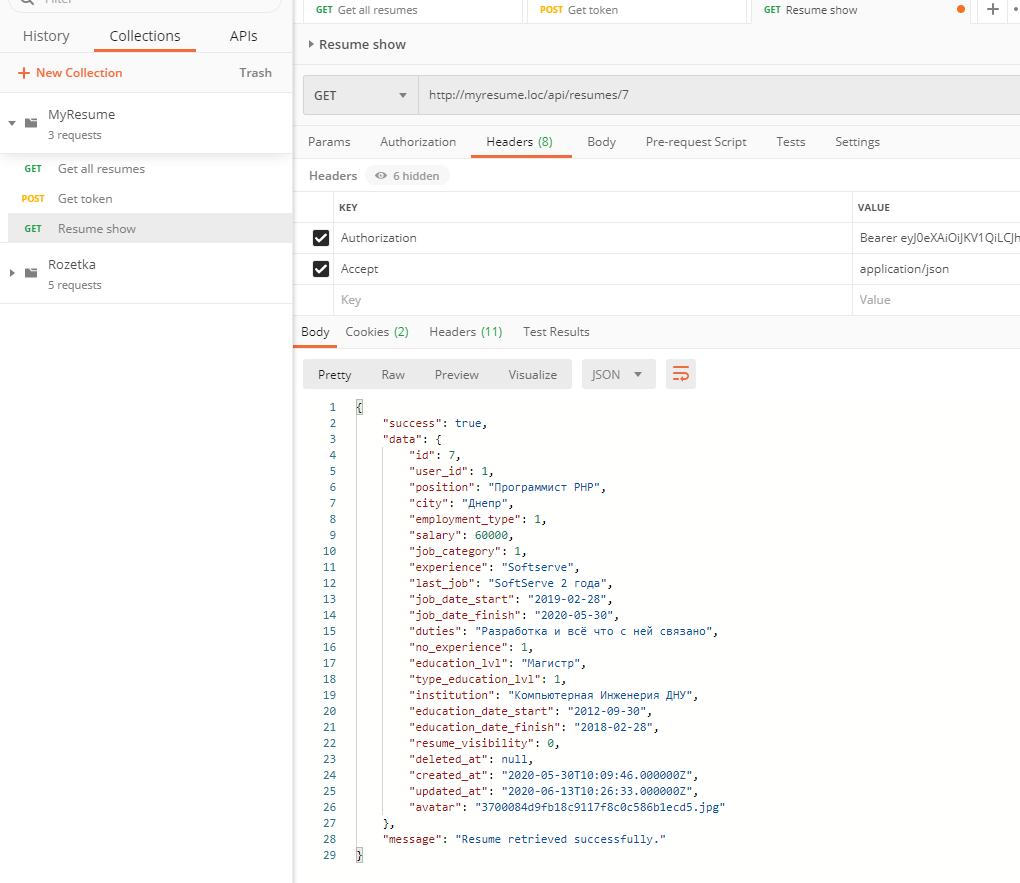 Filter
History Collections APIs
New Collection Trash
MyResume
3 requests
GET Get all resumes
POST Get token
GET Resume show
Rozetka
5 requests
GET Get all resumes POST Get token GET Resume show
Resume show
GET http://myresume.loc/api/resumes/7
Params Authorization Headers (8) Body Pre-request Script Tests Settings
Headers 6 hidden
KEY VALUE
Authorization Bearer eyJ0eXAiOiJKV1QiLCJh
Accept application/json
Key Value
Body Cookies (2) Headers (11) Test Results
Pretty Raw Preview Visualize JSON
1 {
2 "success": true,
3 "data": {
4 "id": 7,
5 "user_id": 1,
6 "position": "Программист PHP",
7 "city": "Днепр",
8 "employment_type": 1,
9 "salary": 60000,
10 "job_category": 1,
11 "experience": "Softserve",
12 "last_job": "SoftServe 2 года",
13 "job_date_start": "2019-02-28",
14 "job_date_finish": "2020-05-30",
15 "duties": "Разработка и всё что с ней связано",
16 "no_experience": 1,
17 "education_lvl": "Магистр",
18 "type_education_lvl": 1,
19 "institution": "Компьютерная Инженерия ДНУ",
20 "education_date_start": "2012-09-30",
21 "education_date_finish": "2018-02-28",
22 "resume_visibility": 0,
23 "deleted_at": null,
24 "created_at": "2020-05-30T10:09:46.000000Z",
25 "updated_at": "2020-06-13T10:26:33.000000Z",
26 "avatar": "3700084d9fb18c9117f8c0c586b1ecd5.jpg"
27 },
28 "message": "Resume retrieved successfully."
29 }